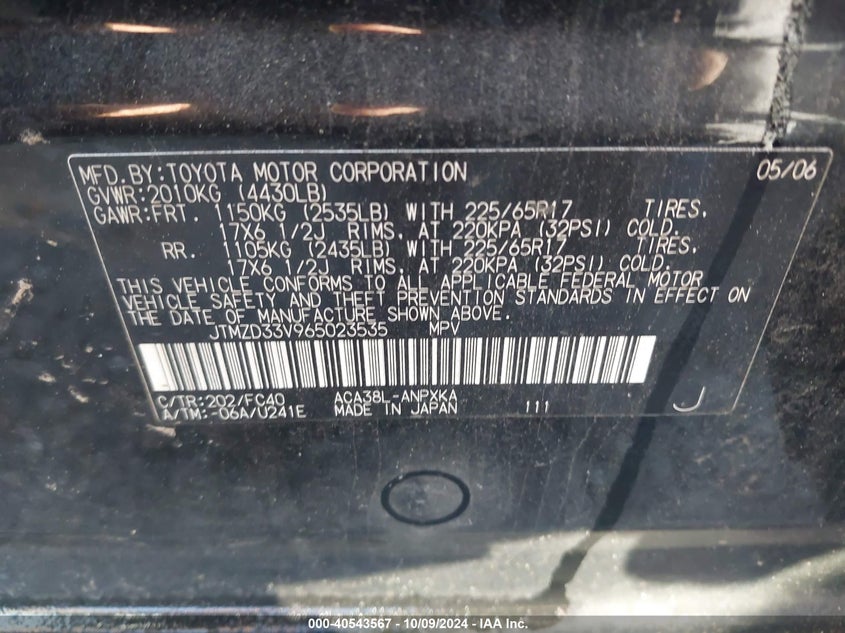 MFD.BY:TOYOTA MOTOR CORPORATION 05/06
GVWR:2010KG (4430LB)
GAWR:FRT. 1150KG (2535LB) WITH 225/65R17 TIRES,
17X6 1/2J RIMS, AT 220KPA (32PSI) COLD.
RR. 1105KG (2435LB) WITH 225/65R17 TIRES,
17X6 1/2J RIMS, AT 220KPA (32PSI) COLD.
THIS VEHICLE CONFORMS TO ALL APPLICABLE FEDERAL MOTOR
VEHICLE SAFETY AND THEFT PREVENTION STANDARDS IN EFFECT ON
THE DATE OF MANUFACTURE SHOWN ABOVE.
JTMZD33V965023535 MPV
C/TR:202/FC40 ACA38L-ANPXKA
A/TM:-06A/U241E MADE IN JAPAN 111 J
000-40543567 - 10/09/2024 - IAA Inc.